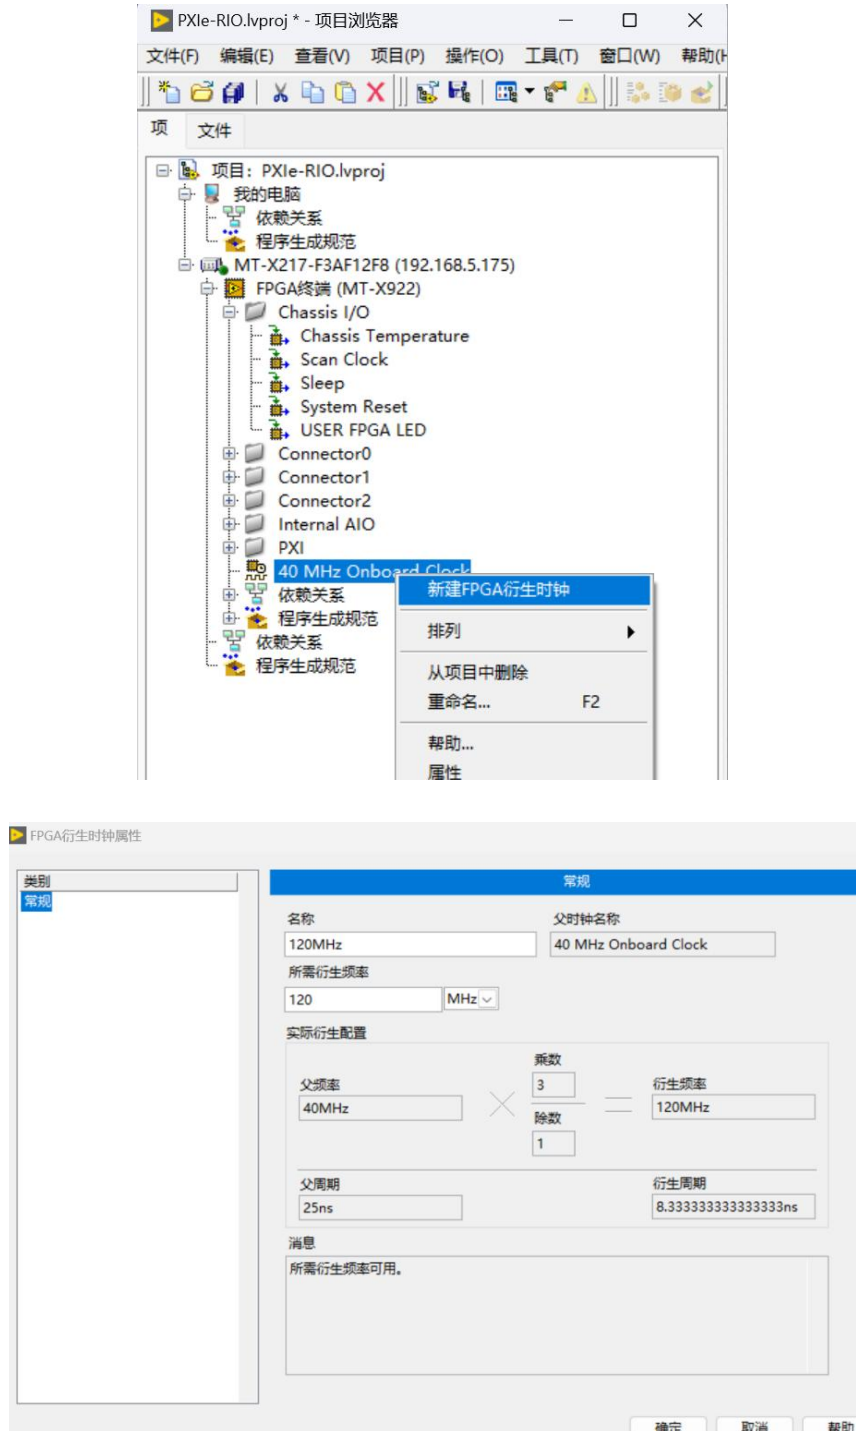 PXIe-RIO.lvproj * - 项目浏览器
文件(F) 编辑(E) 查看(V) 项目(P) 操作(O) 工具(T) 窗口(W) 帮助(H
项 文件
项目: PXIe-RIO.lvproj
我的电脑
依赖关系
程序生成规范
MT-X217-F3AF12F8 (192.168.5.175)
FPGA终端 (MT-X922)
Chassis I/O
Chassis Temperature
Scan Clock
Sleep
System Reset
USER FPGA LED
Connector0
Connector1
Connector2
Internal AIO
PXI
40 MHz Onboard Clock
依赖关系
程序生成规范
依赖关系
程序生成规范
新建FPGA衍生时钟
排列
从项目中删除
重命名... F2
帮助...
属性
FPGA衍生时钟属性
类别
常规
常规
名称 父时钟名称
120MHz 40 MHz Onboard Clock
所需衍生频率
120 MHz
实际衍生配置
乘数
父频率 3 衍生频率
40MHz 120MHz
除数
1
父周期 衍生周期
25ns 8.333333333333333ns
消息
所需衍生频率可用。
确定 取消 帮助